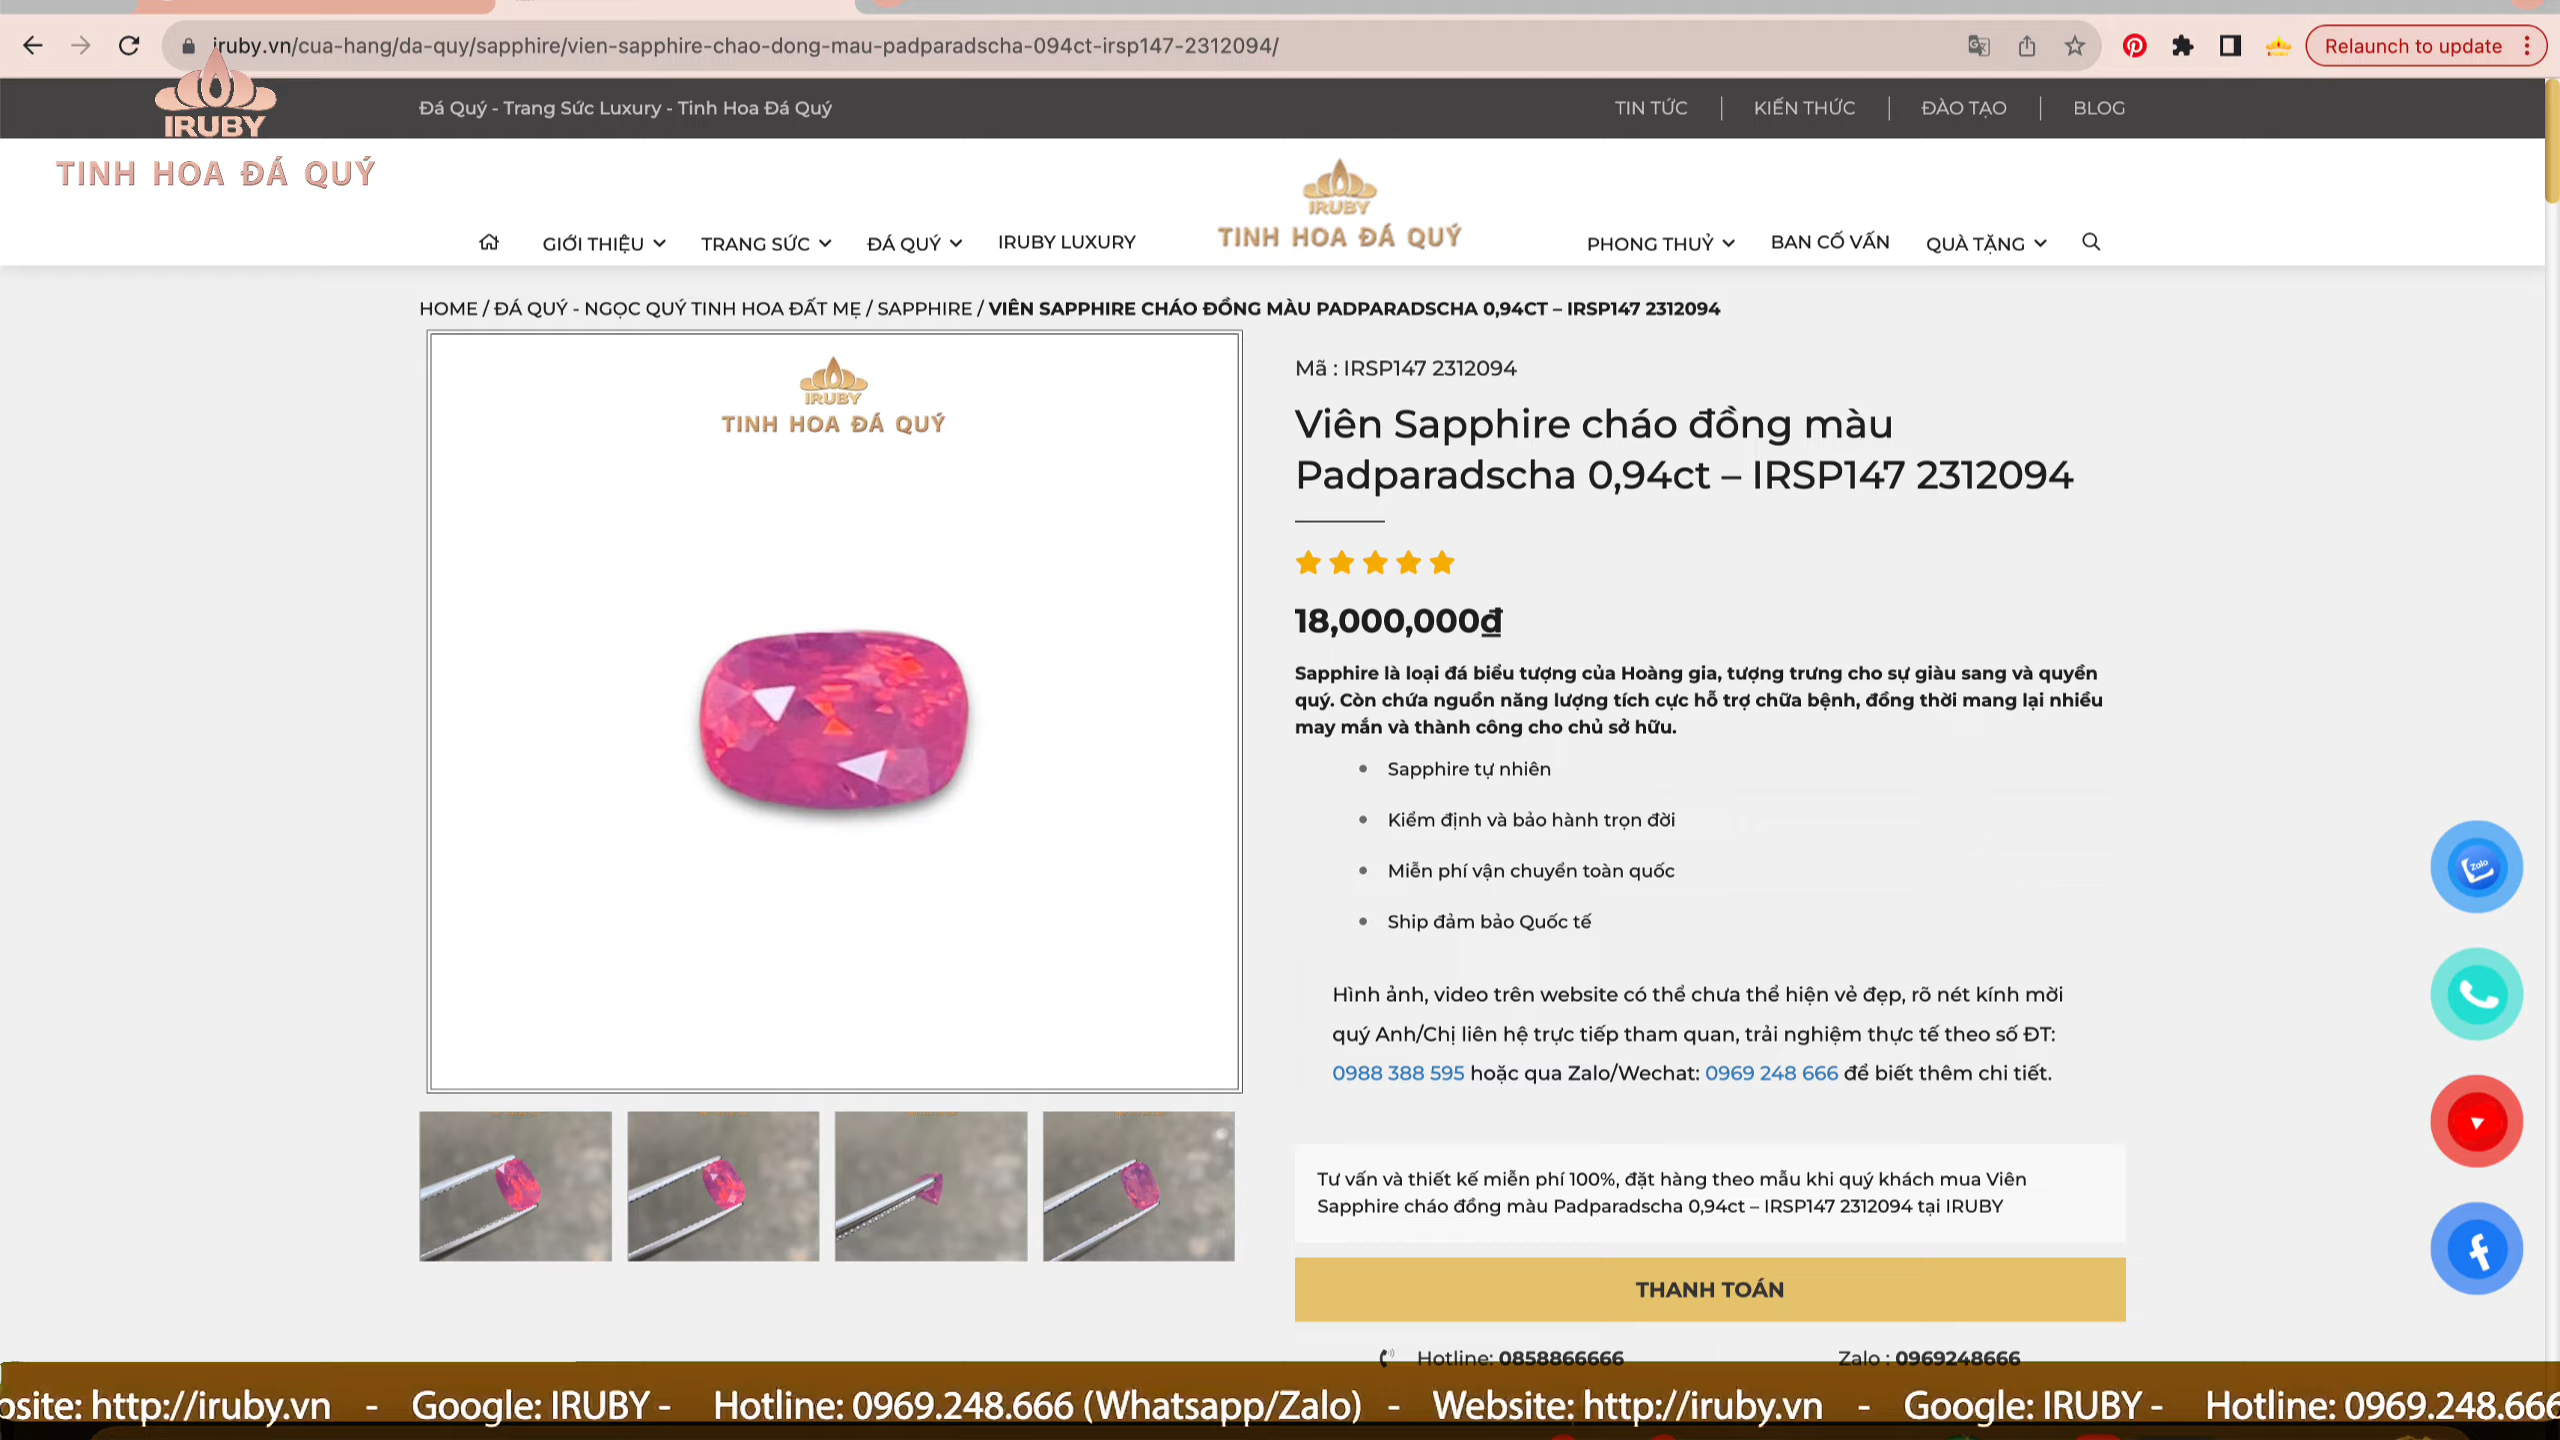 iruby.vn/cua-hang/da-quy/sapphire/vien-sapphire-chao-dong-mau-padparadscha-094ct-irsp147-2312094/
Relaunch to update
IRUBY
TINH HOA ĐÁ QUÝ
Đá Quý - Trang Sức Luxury - Tinh Hoa Đá Quý
TIN TỨC
KIẾN THỨC
ĐÀO TẠO
BLOG
GIỚI THIỆU
TRANG SỨC
ĐÁ QUÝ
IRUBY LUXURY
IRUBY
TINH HOA ĐÁ QUÝ
PHONG THUỶ
BAN CỐ VẤN
QUÀ TẶNG
HOME / ĐÁ QUÝ - NGỌC QUÝ TINH HOA ĐẤT MẸ / SAPPHIRE / VIÊN SAPPHIRE CHÁO ĐỒNG MÀU PADPARADSCHA 0,94CT – IRSP147 2312094
IRUBY
TINH HOA ĐÁ QUÝ
Mã : IRSP147 2312094
Viên Sapphire cháo đồng màu
Padparadscha 0,94ct – IRSP147 2312094
18,000,000₫
Sapphire là loại đá biểu tượng của Hoàng gia, tượng trưng cho sự giàu sang và quyền
quý. Còn chứa nguồn năng lượng tích cực hỗ trợ chữa bệnh, đồng thời mang lại nhiều
may mắn và thành công cho chủ sở hữu.
Sapphire tự nhiên
Kiểm định và bảo hành trọn đời
Miễn phí vận chuyển toàn quốc
Ship đảm bảo Quốc tế
Hình ảnh, video trên website có thể chưa thể hiện vẻ đẹp, rõ nét kính mời
quý Anh/Chị liên hệ trực tiếp tham quan, trải nghiệm thực tế theo số ĐT:
0988 388 595 hoặc qua Zalo/Wechat: 0969 248 666 để biết thêm chi tiết.
Zalo
Tư vấn và thiết kế miễn phí 100%, đặt hàng theo mẫu khi quý khách mua Viên
Sapphire cháo đồng màu Padparadscha 0,94ct – IRSP147 2312094 tại IRUBY
THANH TOÁN
Hotline: 0858866666
Zalo : 0969248666
osite: http://iruby.vn - Google: IRUBY - Hotline: 0969.248.666 (Whatsapp/Zalo) - Website: http://iruby.vn - Google: IRUBY - Hotline: 0969.248.666